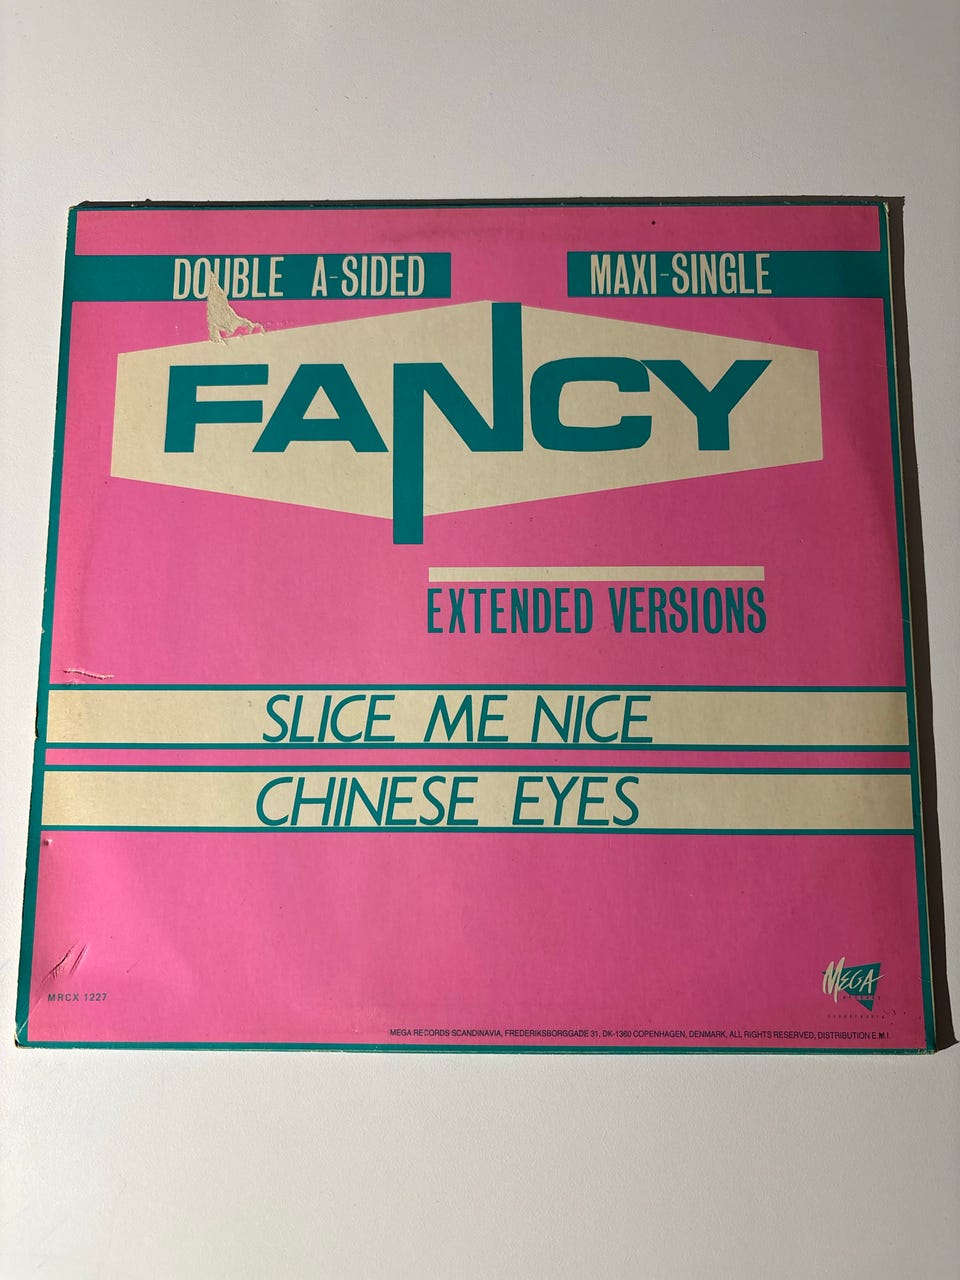 DOUBLE A-SIDED
MAXI-SINGLE
FANCY
EXTENDED VERSIONS
SLICE ME NICE
CHINESE EYES
MEGA
MRCX 1227
MEGA RECORDS SCANDINAVIA, FREDERIKSBORGGADE 31, DK-1360 COPENHAGEN, DENMARK, ALL RIGHTS RESERVED, DISTRIBUTION E.M.I.